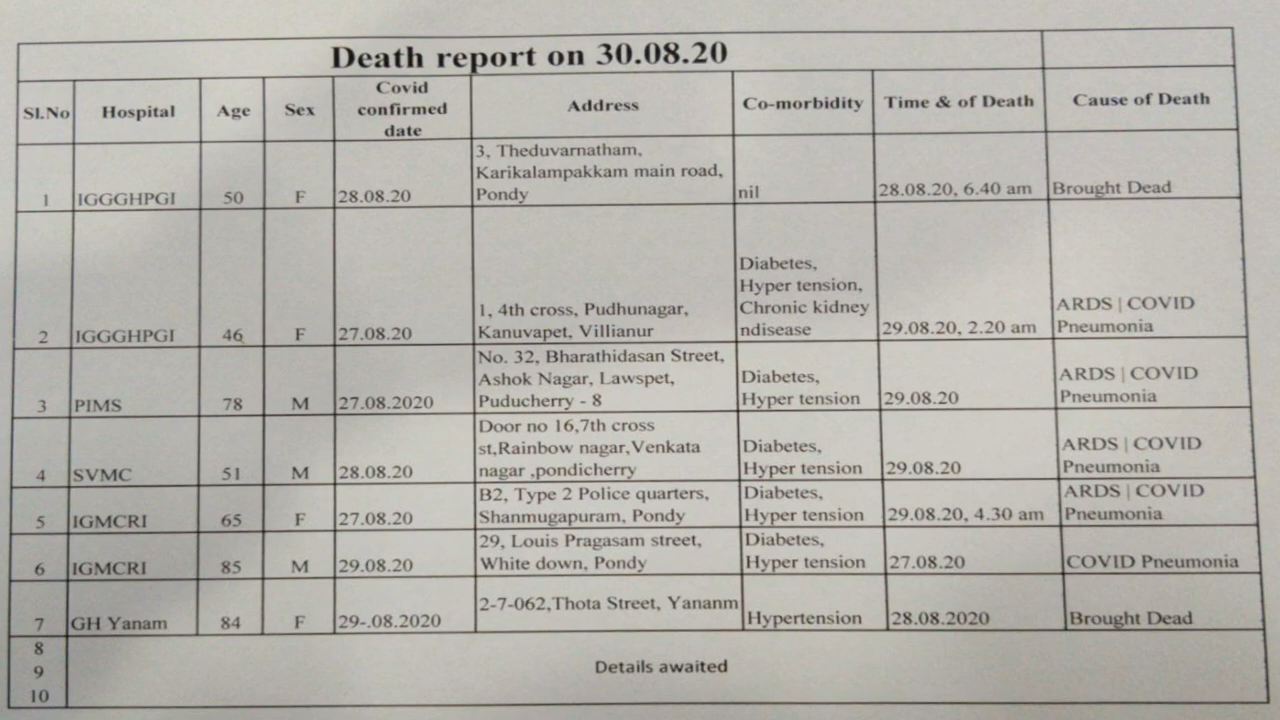 Death report on 30.08.20
Sl.No Hospital Age Sex Covid confirmed date Address Co-morbidity Time & of Death Cause of Death
1 IGGGHPGI 50 F 28.08.20 3, Theduvarnatham, Karikalampakkam main road, Pondy nil 28.08.20, 6.40 am Brought Dead
2 IGGGHPGI 46 F 27.08.20 1, 4th cross, Pudhunagar, Kanuvapet, Villianur Diabetes, Hyper tension, Chronic kidney ndisease 29.08.20, 2.20 am ARDS | COVID Pneumonia
3 PIMS 78 M 27.08.2020 No. 32, Bharathidasan Street, Ashok Nagar, Lawspet, Puducherry - 8 Diabetes, Hyper tension 29.08.20 ARDS | COVID Pneumonia
4 SVMC 51 M 28.08.20 Door no 16,7th cross st,Rainbow nagar,Venkata nagar ,pondicherry Diabetes, Hyper tension 29.08.20 ARDS | COVID Pneumonia
5 IGMCRI 65 F 27.08.20 B2, Type 2 Police quarters, Shanmugapuram, Pondy Diabetes, Hyper tension 29.08.20, 4.30 am ARDS | COVID Pneumonia
6 IGMCRI 85 M 29.08.20 29, Louis Pragasam street, White down, Pondy Diabetes, Hyper tension 27.08.20 COVID Pneumonia
7 GH Yanam 84 F 29-.08.2020 2-7-062,Thota Street, Yananm Hypertension 28.08.2020 Brought Dead
8
9 Details awaited
10